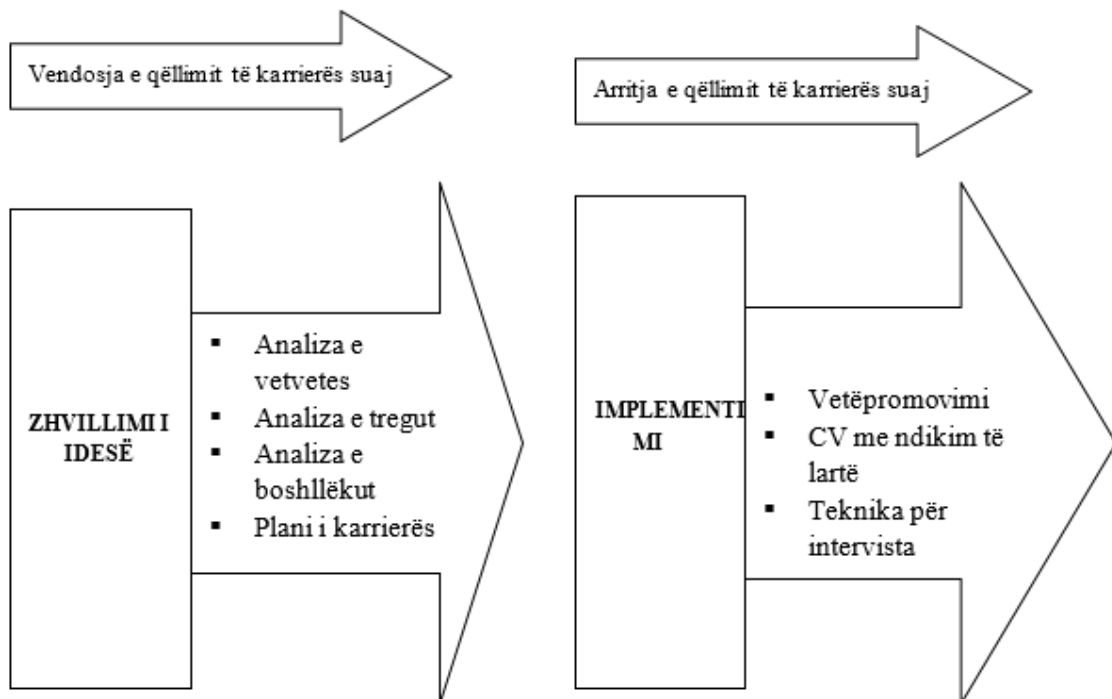 Vendosja e qëllimit të karrierës suaj
Arritja e qëllimit të karrierës suaj
ZHVILLIMI I
IDESË
▪ Analiza e
vetvetes
▪ Analiza e tregut
▪ Analiza e
boshllëkut
▪ Plani i karrierës
IMPLEMENTI
MI
▪ Vetëpromovimi
▪ CV me ndikim të
lartë
▪ Teknika për
intervista